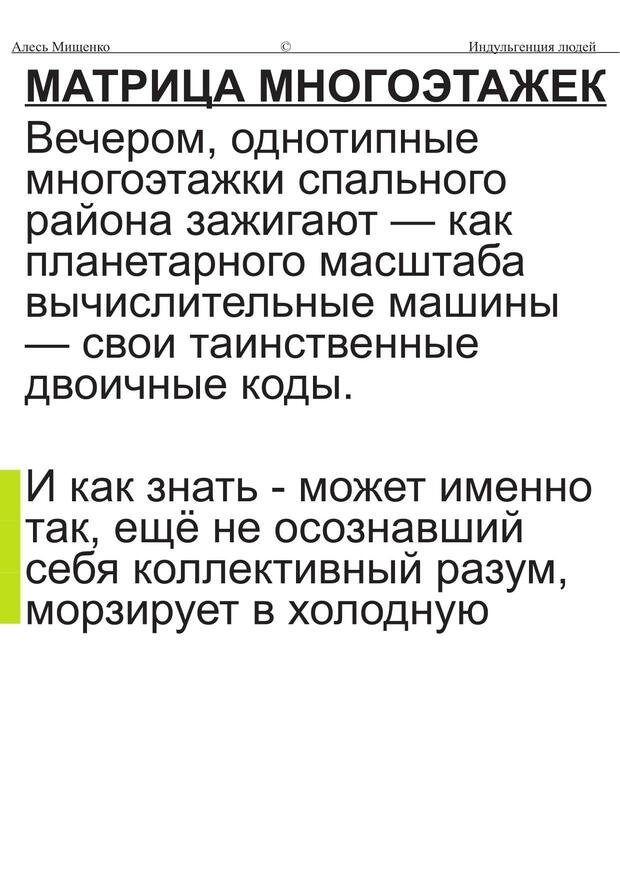 Алесь Мищенко © Индульгенция людей
МАТРИЦА МНОГОЭТАЖЕК
Вечером, однотипные
многоэтажки спального
района зажигают — как
планетарного масштаба
вычислительные машины
— свои таинственные
двоичные коды.
И как знать - может именно
так, ещё не осознавший
себя коллективный разум,
морзирует в холодную